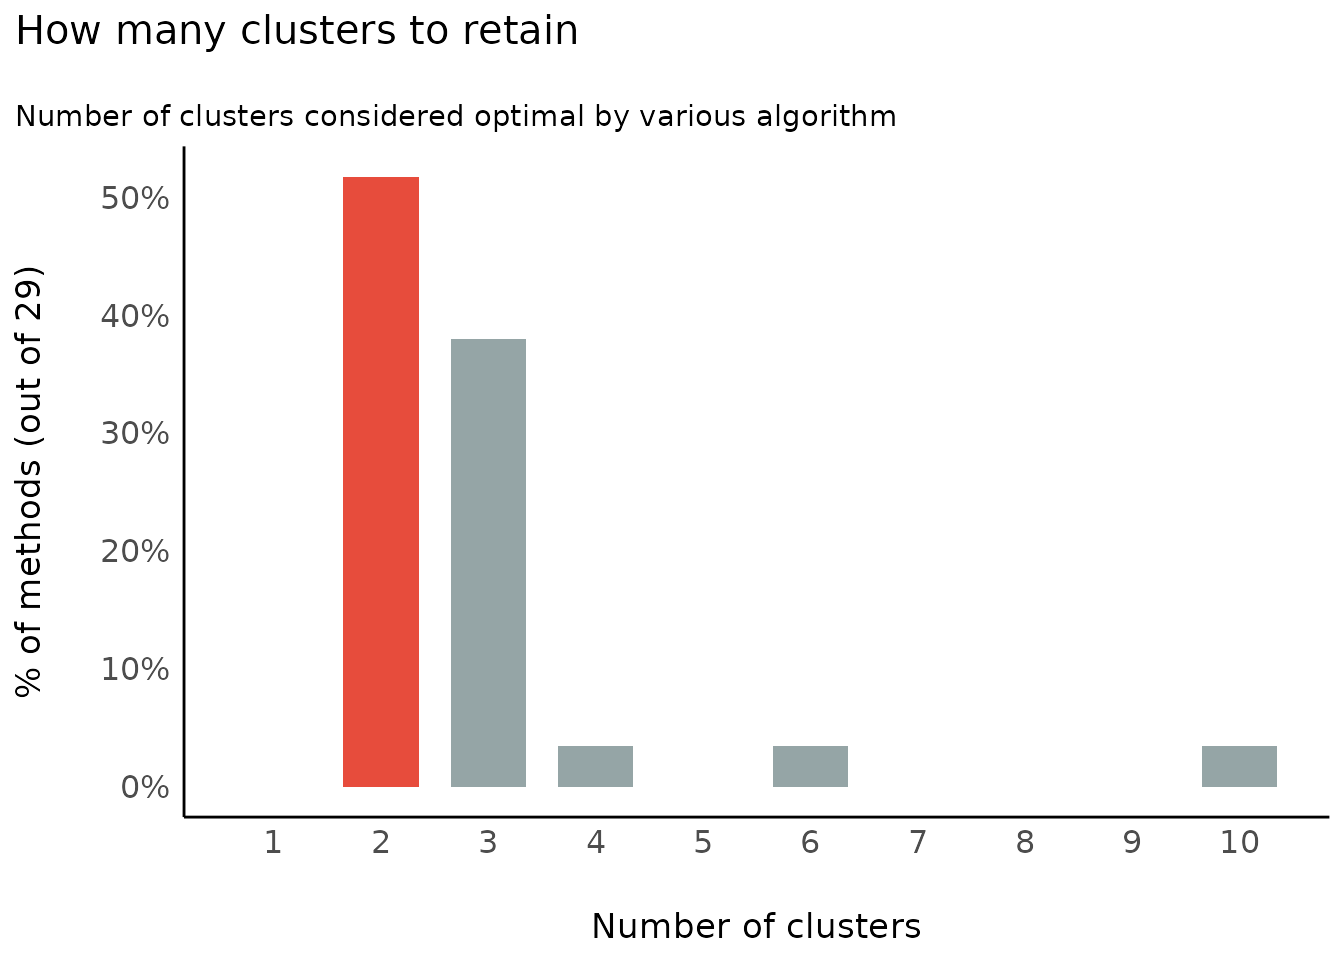 How many clusters to retain
Number of clusters considered optimal by various algorithm
% of methods (out of 29)
50%
40%
30%
20%
10%
0%
1 2 3 4 5 6 7 8 9 10
Number of clusters